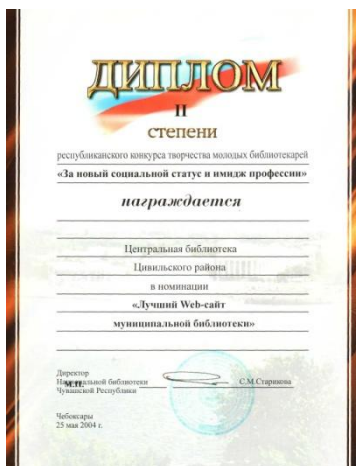 ДИПЛОМ
II
степени
республиканского конкурса творчества молодых библиотекарей
«За новый социальной статус и имидж профессии»
награждается
Центральная библиотека
Цивильского района
в номинации
«Лучший Web-сайт
муниципальной библиотеки»
Директор
Национальной библиотеки М.П. С.М.Старикова
Чувашской Республики
Чебоксары
25 мая 2004 г.